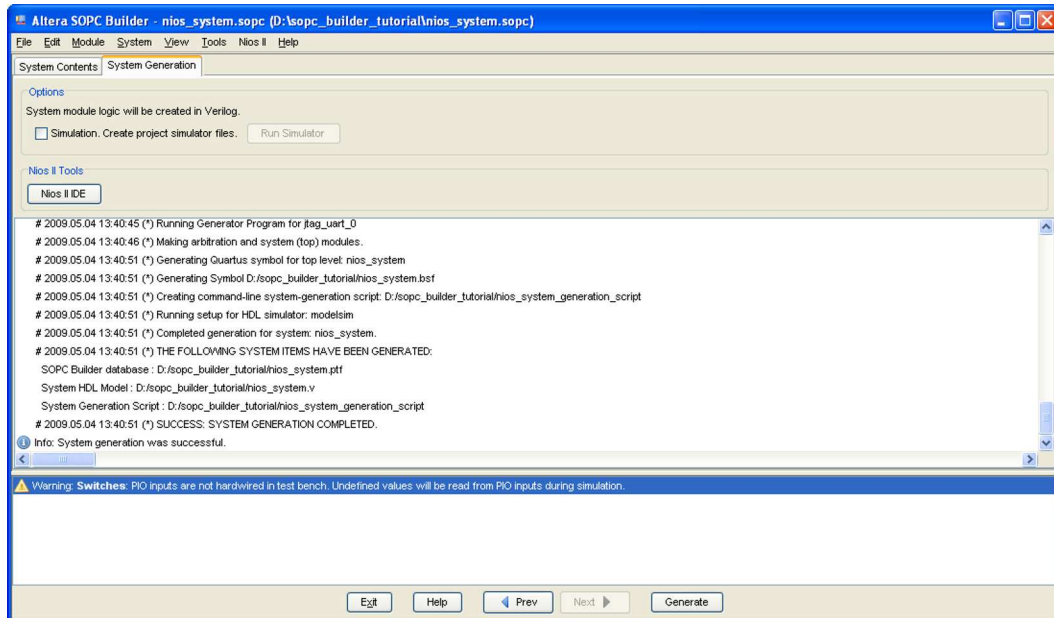 Altera SOPC Builder - nios_system.sopc (D:\sopc_builder_tutorial\nios_system.sopc)
File Edit Module System View Tools Nios II Help
System Contents System Generation
Options
System module logic will be created in Verilog.
Simulation. Create project simulator files. Run Simulator
Nios II Tools
Nios II IDE
# 2009.05.04 13:40:45 (*) Running Generator Program for jtag_uart_0
# 2009.05.04 13:40:46 (*) Making arbitration and system (top) modules.
# 2009.05.04 13:40:51 (*) Generating Quartus symbol for top level: nios_system
# 2009.05.04 13:40:51 (*) Generating Symbol D:/sopc_builder_tutorial/nios_system.bsf
# 2009.05.04 13:40:51 (*) Creating command-line system-generation script: D:/sopc_builder_tutorial/nios_system_generation_script
# 2009.05.04 13:40:51 (*) Running setup for HDL simulator: modelsim
# 2009.05.04 13:40:51 (*) Completed generation for system: nios_system.
# 2009.05.04 13:40:51 (*) THE FOLLOWING SYSTEM ITEMS HAVE BEEN GENERATED:
SOPC Builder database : D:/sopc_builder_tutorial/nios_system.ptf
System HDL Model : D:/sopc_builder_tutorial/nios_system.v
System Generation Script : D:/sopc_builder_tutorial/nios_system_generation_script
# 2009.05.04 13:40:51 (*) SUCCESS: SYSTEM GENERATION COMPLETED.
Info: System generation was successful.
Warning: Switches: PIO inputs are not hardwired in test bench. Undefined values will be read from PIO inputs during simulation.
Exit Help Prev Next Generate